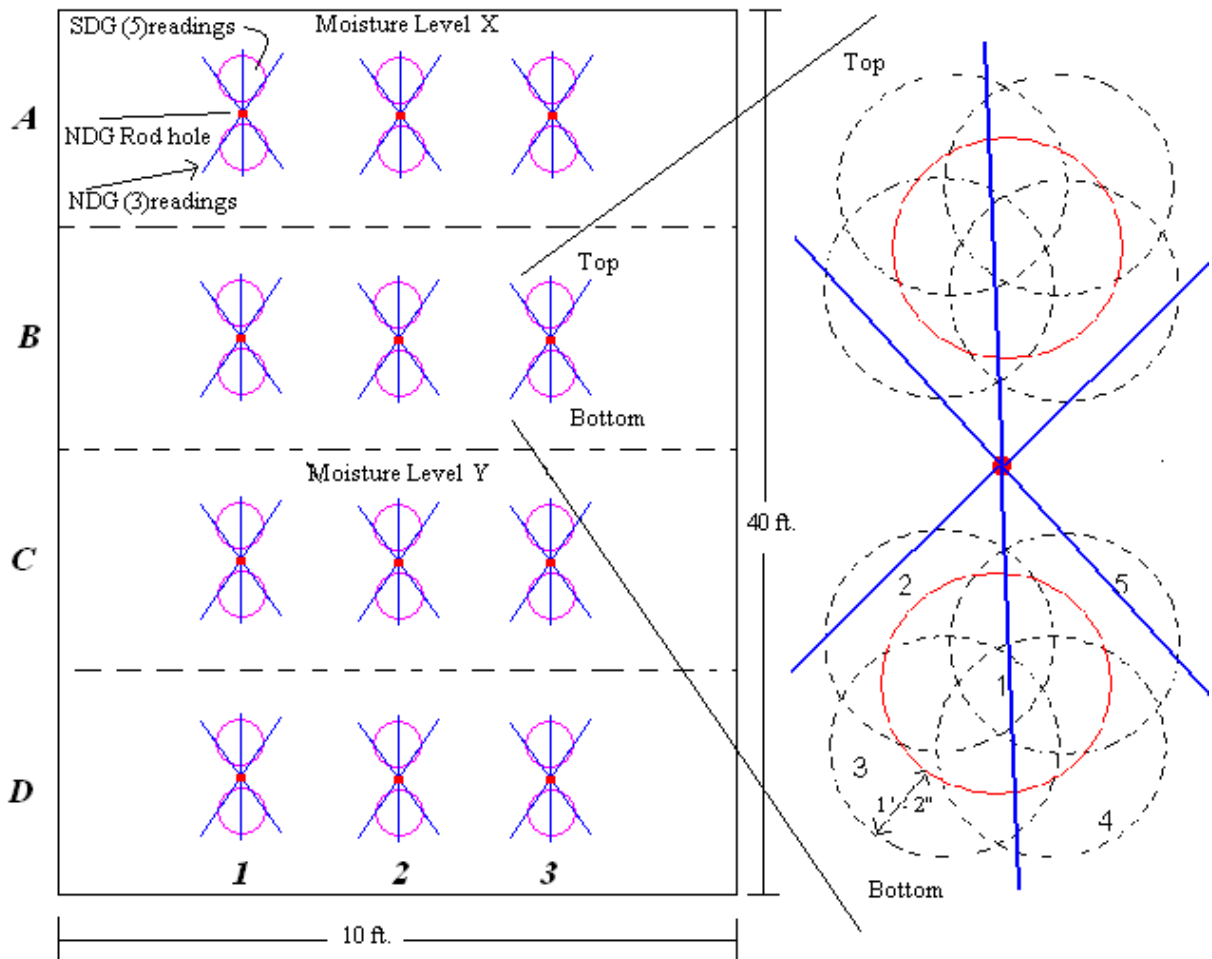 SDG (5)readings
Moisture Level X
A
NDG Rod hole
NDG (3)readings
Top
B
Bottom
Moisture Level Y
C
D
1
2
3
10 ft.
40 ft.
Top
2
5
1
3
1' - 2"
4
Bottom